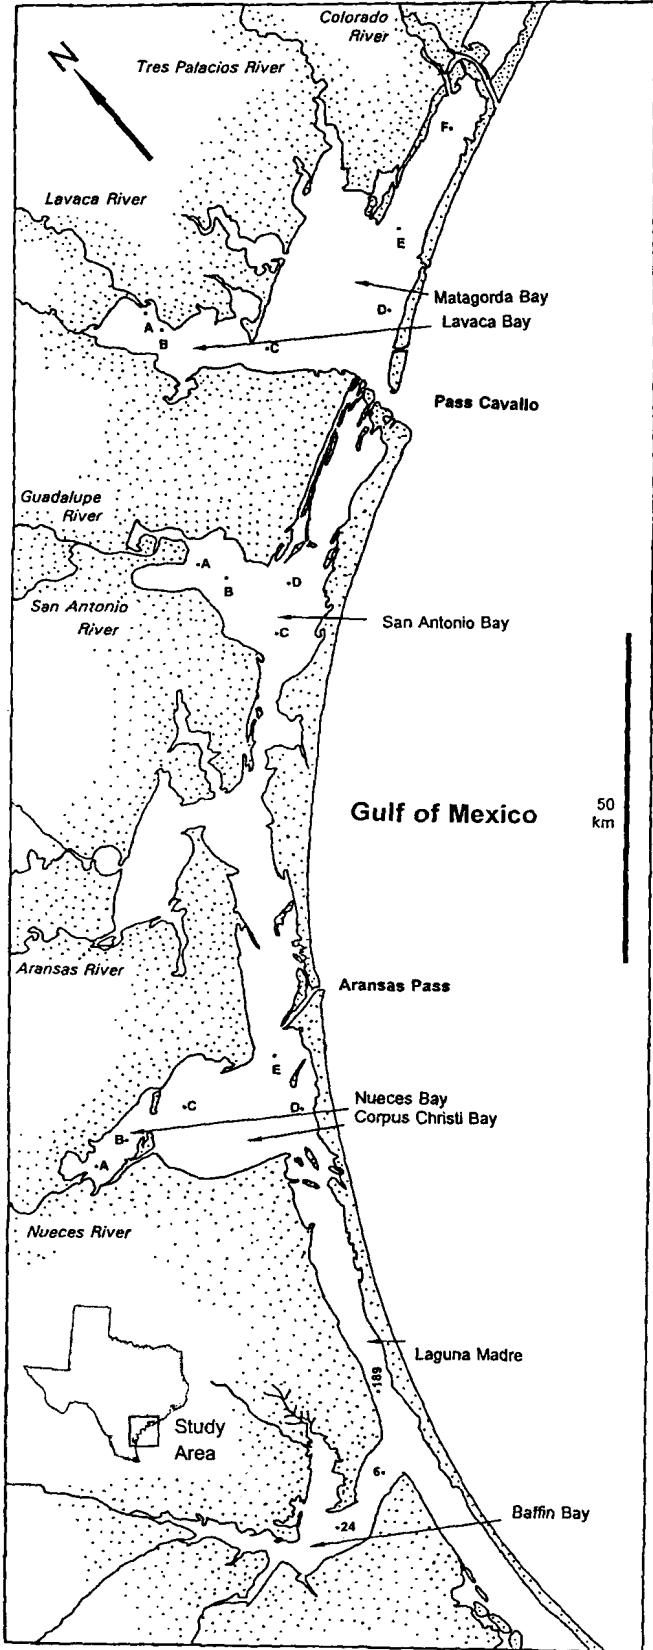 Colorado
River
N
Tres Palacios River
F
Lavaca River
E
Matagorda Bay
D
Lavaca Bay
A
B
C
Pass Cavallo
Guadalupe
River
A
B
D
San Antonio
River
San Antonio Bay
C
Gulf of Mexico
50
km
Aransas River
Aransas Pass
E
Nueces Bay
C
D
Corpus Christi Bay
B
A
Nueces River
Laguna Madre
189
Study
Area
6
24
Baffin Bay